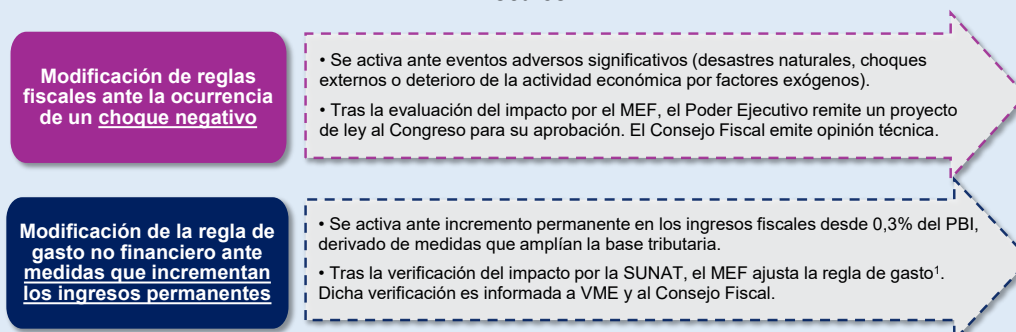 Modificación de reglas
fiscales ante la ocurrencia
de un choque negativo
• Se activa ante eventos adversos significativos (desastres naturales, choques
externos o deterioro de la actividad económica por factores exógenos).
• Tras la evaluación del impacto por el MEF, el Poder Ejecutivo remite un proyecto
de ley al Congreso para su aprobación. El Consejo Fiscal emite opinión técnica.
Modificación de la regla de
gasto no financiero ante
medidas que incrementan
los ingresos permanentes
• Se activa ante incremento permanente en los ingresos fiscales desde 0,3% del PBI,
derivado de medidas que amplían la base tributaria.
• Tras la verificación del impacto por la SUNAT, el MEF ajusta la regla de gasto¹.
Dicha verificación es informada a VME y al Consejo Fiscal.